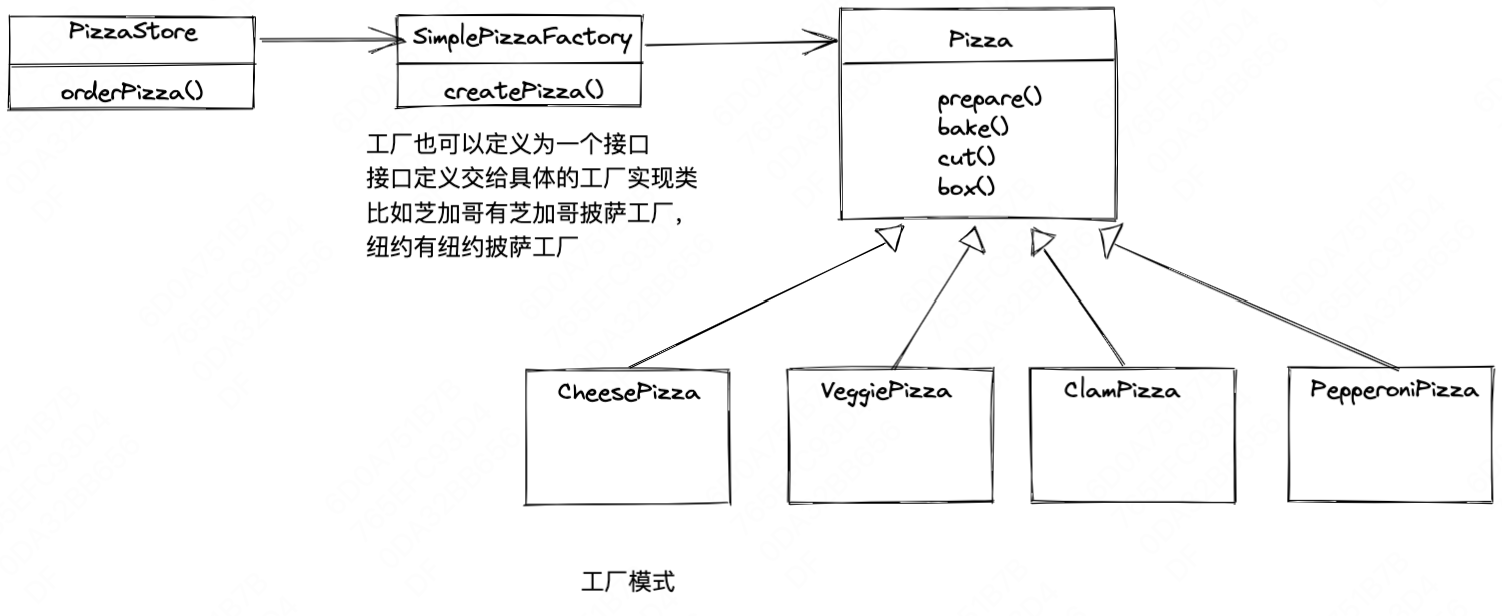 PizzaStore
orderPizza()
SimplePizzaFactory
createPizza()
工厂也可以定义为一个接口
接口定义交给具体的工厂实现类
比如芝加哥有芝加哥披萨工厂，
纽约有纽约披萨工厂
Pizza
prepare()
bake()
cut()
box()
CheesePizza
VeggiePizza
ClamPizza
PepperoniPizza
工厂模式